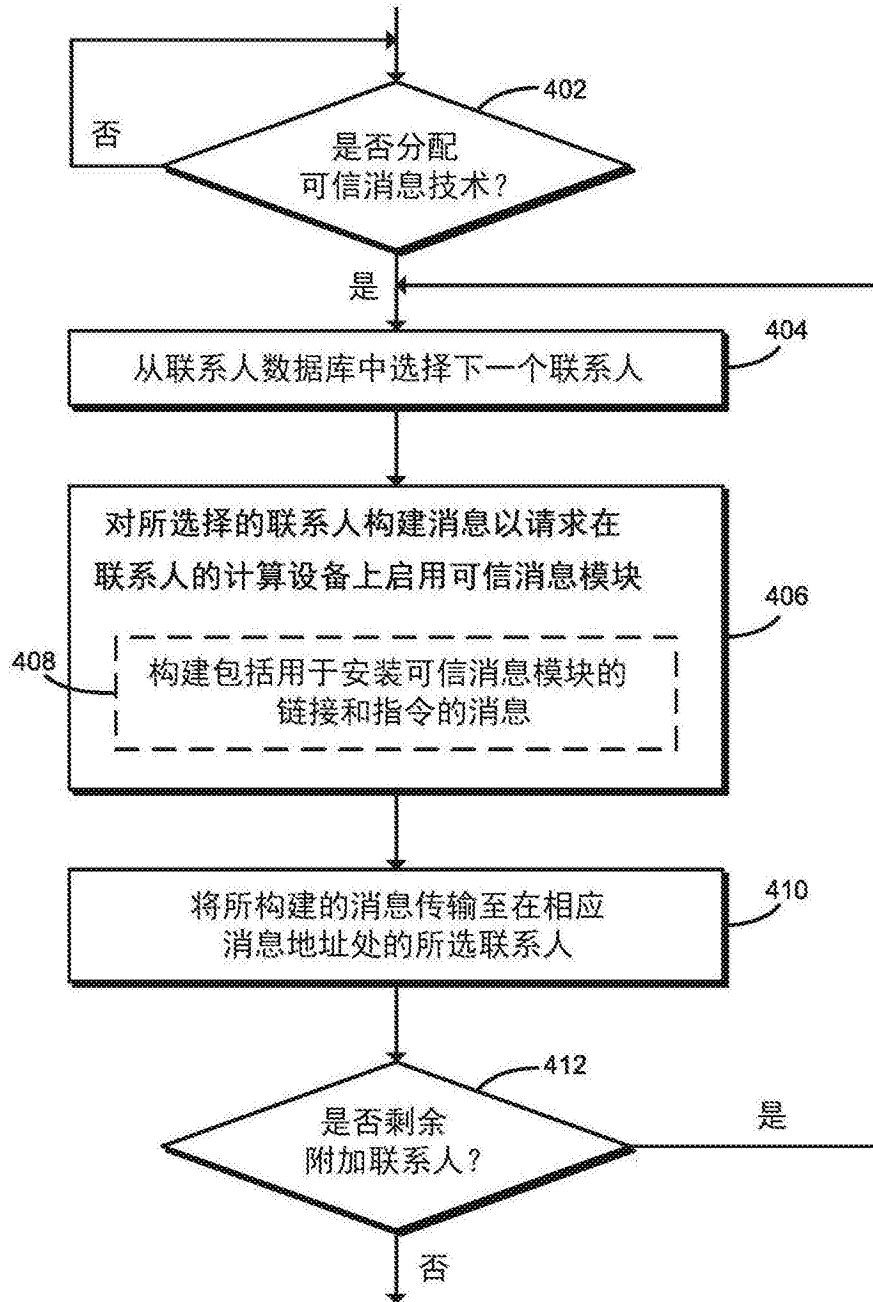 402
否
是否分配
可信消息技术?
是
404
从联系人数据库中选择下一个联系人
对所选择的联系人构建消息以请求在
联系人的计算设备上启用可信消息模块
406
408
构建包括用于安装可信消息模块的
链接和指令的消息
410
将所构建的消息传输至在相应
消息地址处的所选联系人
412
是否剩余
附加联系人?
是
否